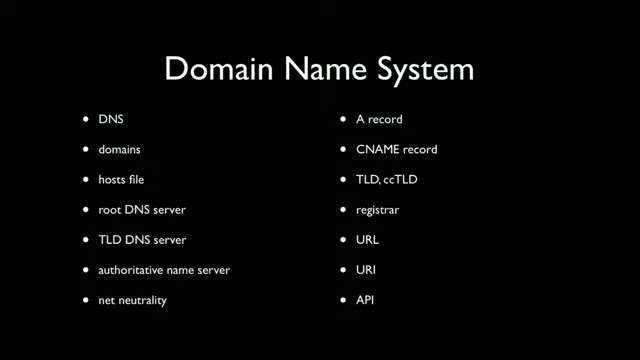 Domain Name System
DNS
domains
hosts file
root DNS server
TLD DNS server
authoritative name server
net neutrality
A record
CNAME record
TLD, ccTLD
registrar
URL
URI
API